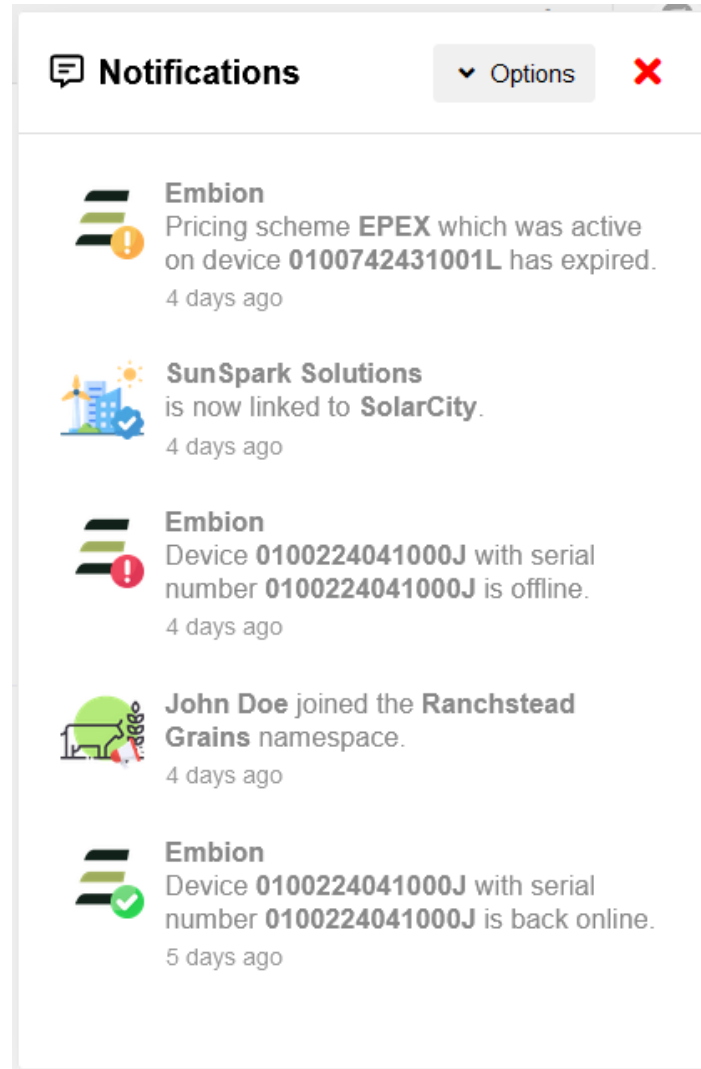 Notifications
Options
Embion
Pricing scheme EPEX which was active
on device 0100742431001L has expired.
4 days ago
SunSpark Solutions
is now linked to SolarCity.
4 days ago
Embion
Device 0100224041000J with serial
number 0100224041000J is offline.
4 days ago
John Doe joined the Ranchstead
Grains namespace.
4 days ago
Embion
Device 0100224041000J with serial
number 0100224041000J is back online.
5 days ago